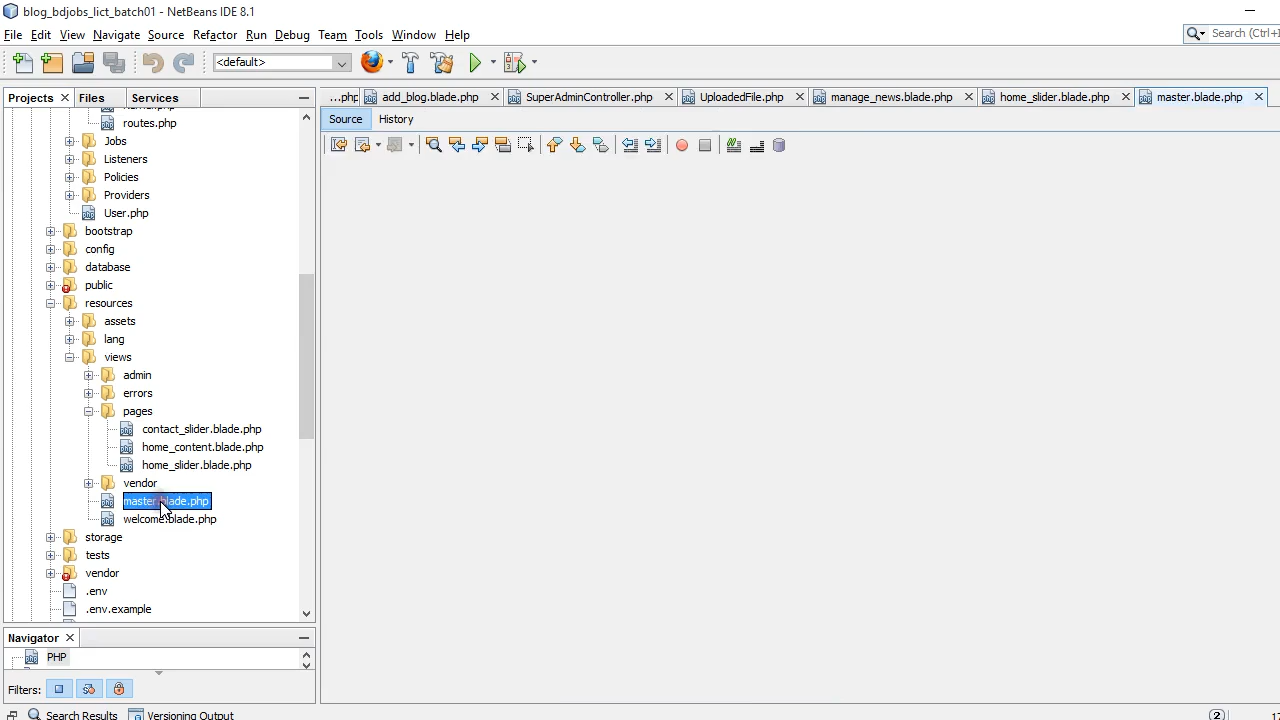 blog_bdjobs_lict_batch01 - NetBeans IDE 8.1
File Edit View Navigate Source Refactor Run Debug Team Tools Window Help
Search (Ctrl+I
<default>
Projects Files Services
...php add_blog.blade.php SuperAdminController.php UploadedFile.php manage_news.blade.php home_slider.blade.php master.blade.php
Source History
routes.php
Jobs
Listeners
Policies
Providers
User.php
bootstrap
config
database
public
resources
assets
lang
views
admin
errors
pages
contact_slider.blade.php
home_content.blade.php
home_slider.blade.php
vendor
master.blade.php
welcome.blade.php
storage
tests
vendor
.env
.env.example
Navigator
PHP
Filters:
Search Results Versioning Output
2